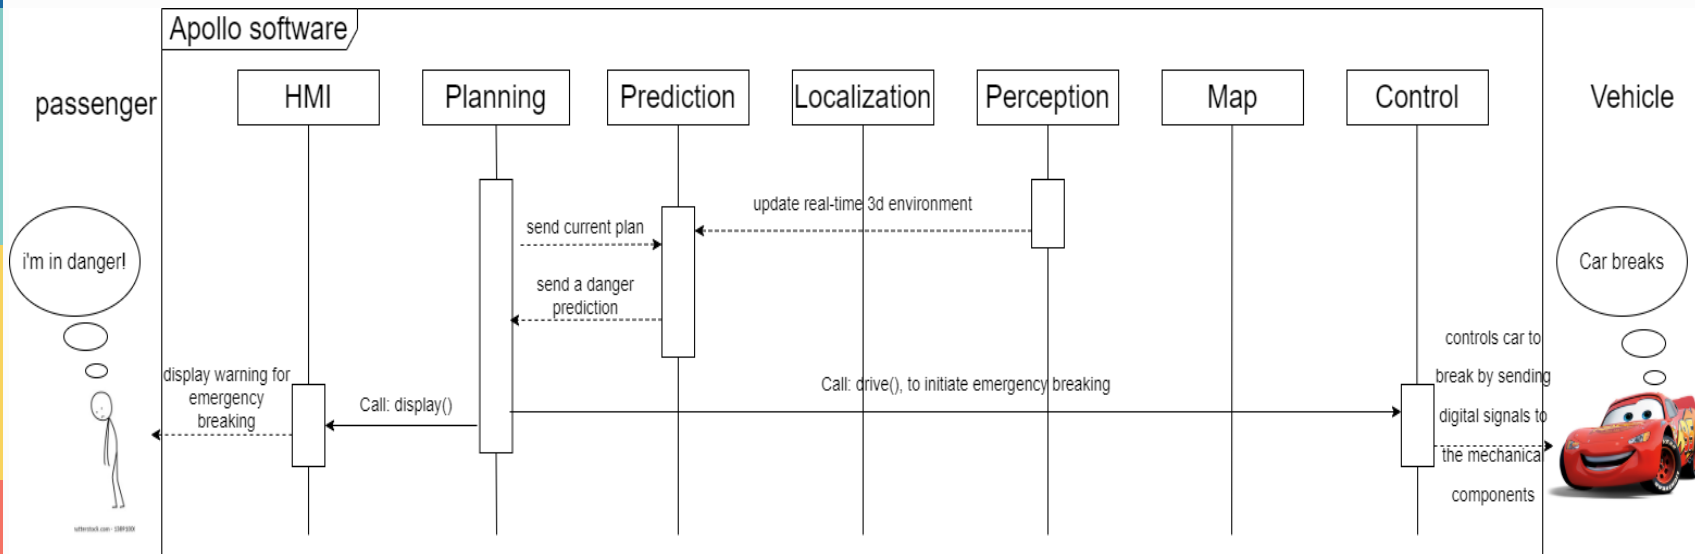 Apollo software
passenger
HMI
Planning
Prediction
Localization
Perception
Map
Control
Vehicle
update real-time 3d environment
send current plan
i'm in danger!
Car breaks
send a danger
prediction
controls car to
break by sending
digital signals to
the mechanical
components
display warning for
emergency
breaking
Call: display()
Call: drive(), to initiate emergency breaking